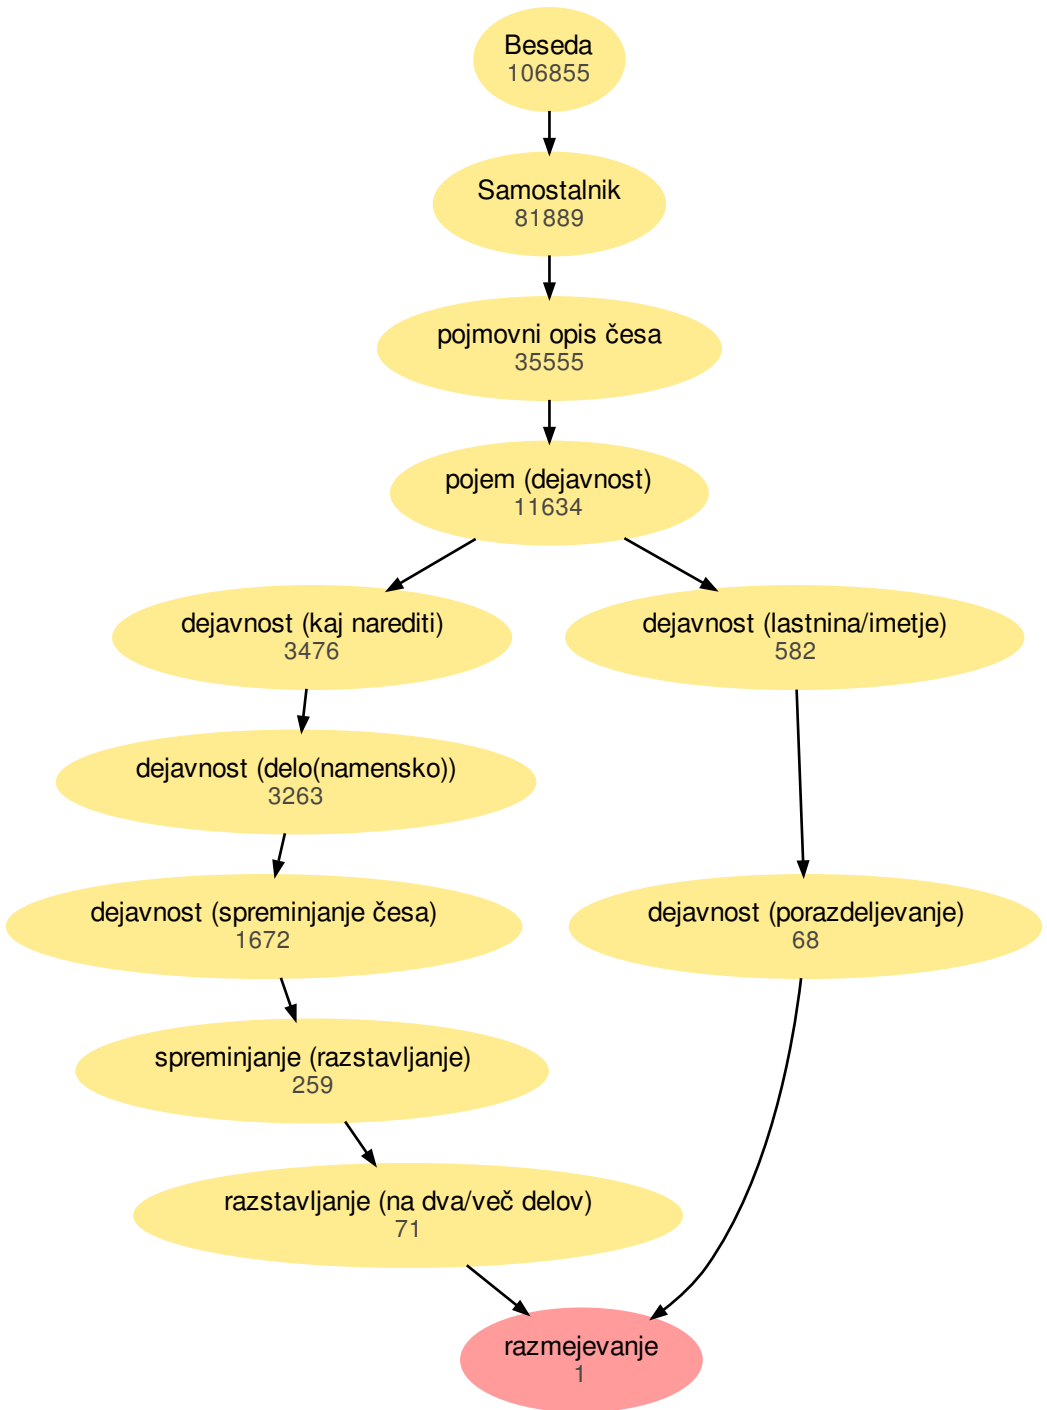 Beseda
106855
Samostalnik
81889
pojmovni opis česa
35555
pojem (dejavnost)
11634
dejavnost (kaj narediti)
3476
dejavnost (lastnina/imetje)
582
dejavnost (delo(namensko))
3263
dejavnost (spreminjanje česa)
1672
dejavnost (porazdeljevanje)
68
spreminjanje (razstavljanje)
259
razstavljanje (na dva/več delov)
71
razmejevanje
1